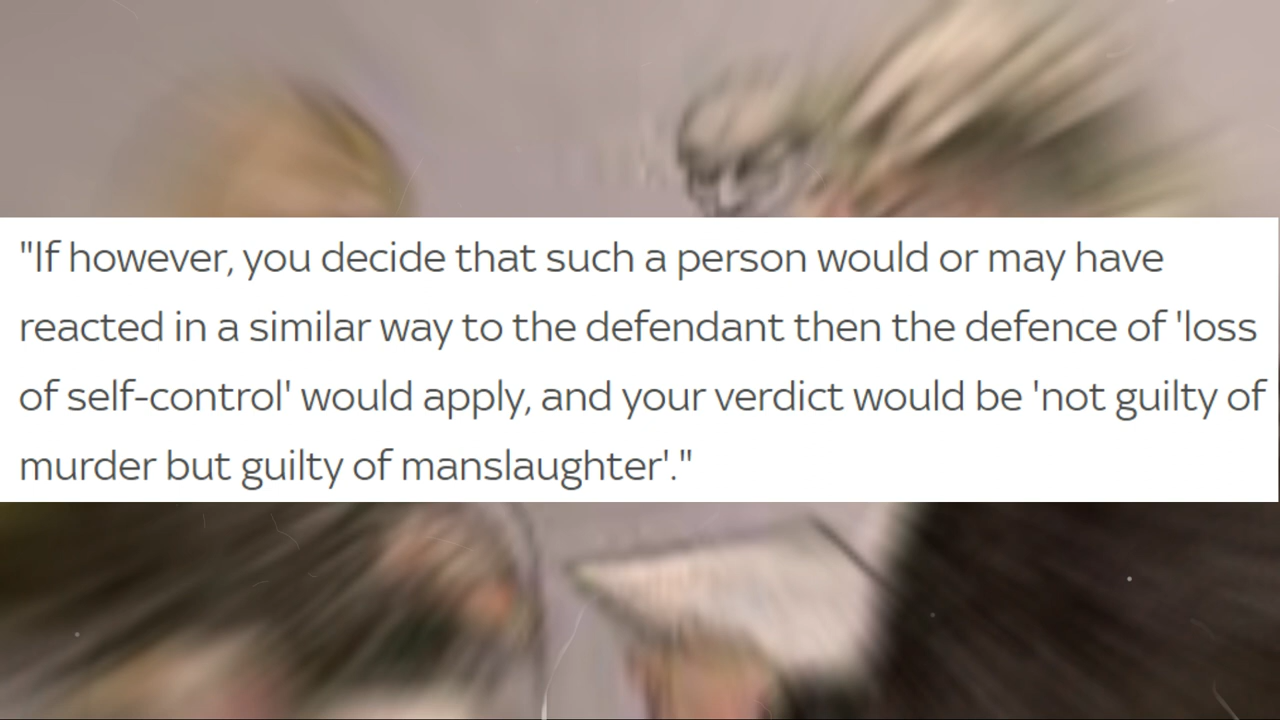 "If however, you decide that such a person would or may have
reacted in a similar way to the defendant then the defence of 'loss
of self-control' would apply, and your verdict would be 'not guilty of
murder but guilty of manslaughter'."